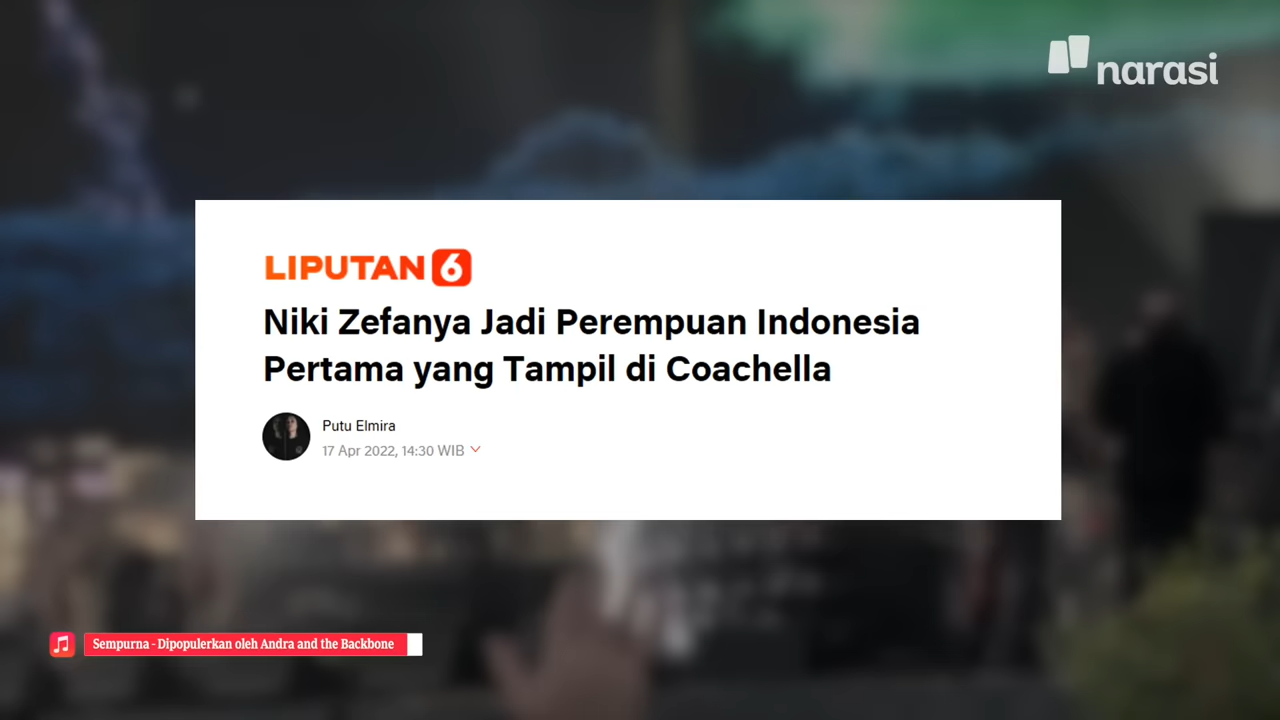 narasi
LIPUTAN 6
Niki Zefanya Jadi Perempuan Indonesia
Pertama yang Tampil di Coachella
Putu Elmira
17 Apr 2022, 14:30 WIB
Sempurna - Dipopulerkan oleh Andra and the Backbone